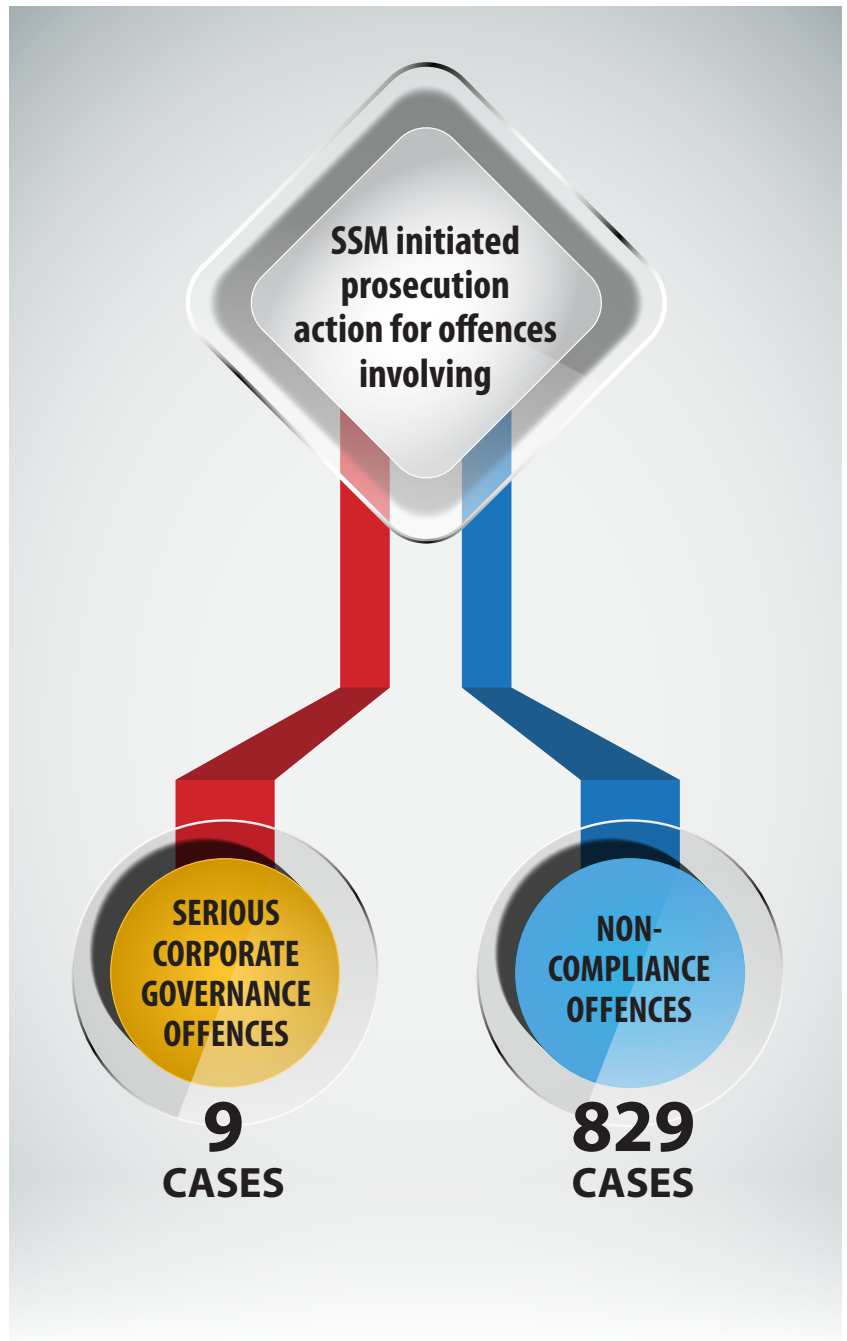 SSM initiated
prosecution
action for offences
involving
SERIOUS
CORPORATE
GOVERNANCE
OFFENCES
9
CASES
NON-
COMPLIANCE
OFFENCES
829
CASES